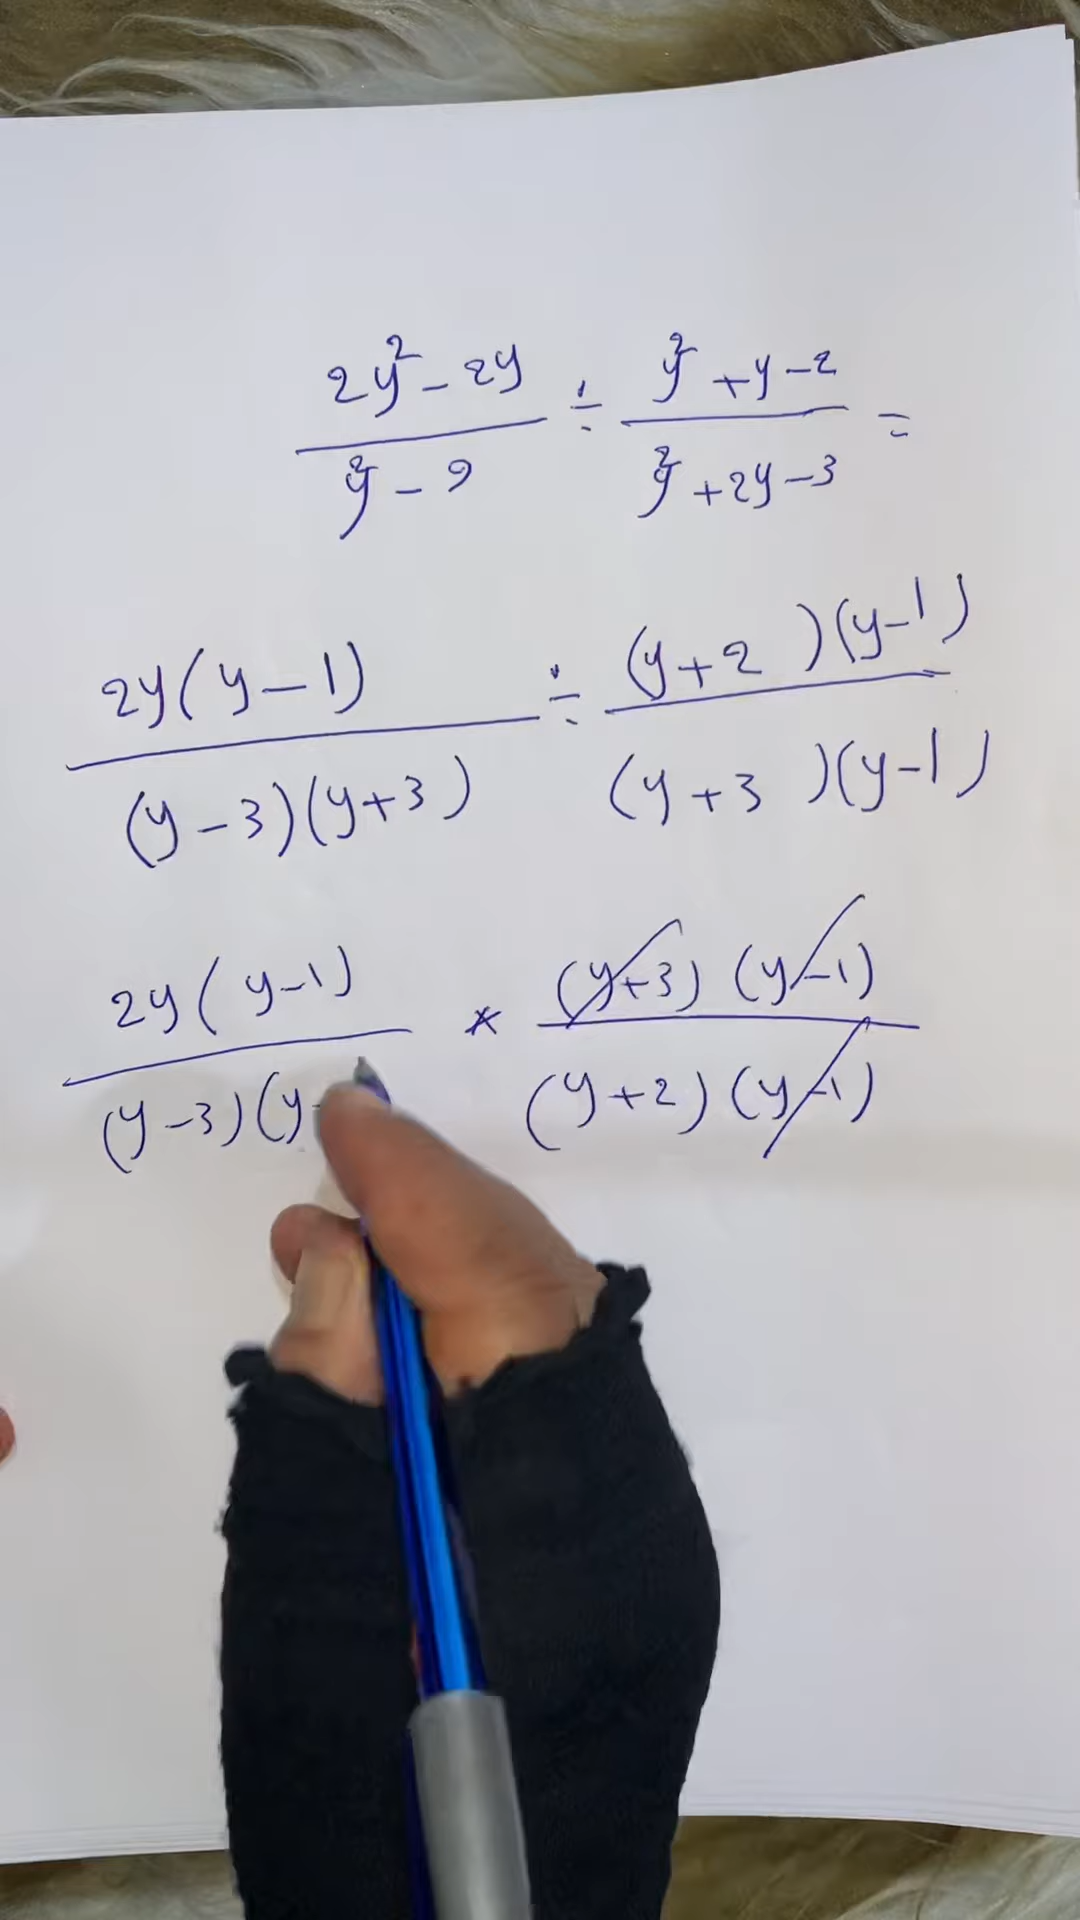 2y² - 2y ÷ y² + y - 2 =
y² - 9 y² + 2y - 3
2y(y - 1) ÷ (y + 2)(y - 1)
(y - 3)(y + 3) (y + 3)(y - 1)
2y(y - 1) * (y + 3)(y - 1)
(y - 3)(y (y + 2)(y - 1)